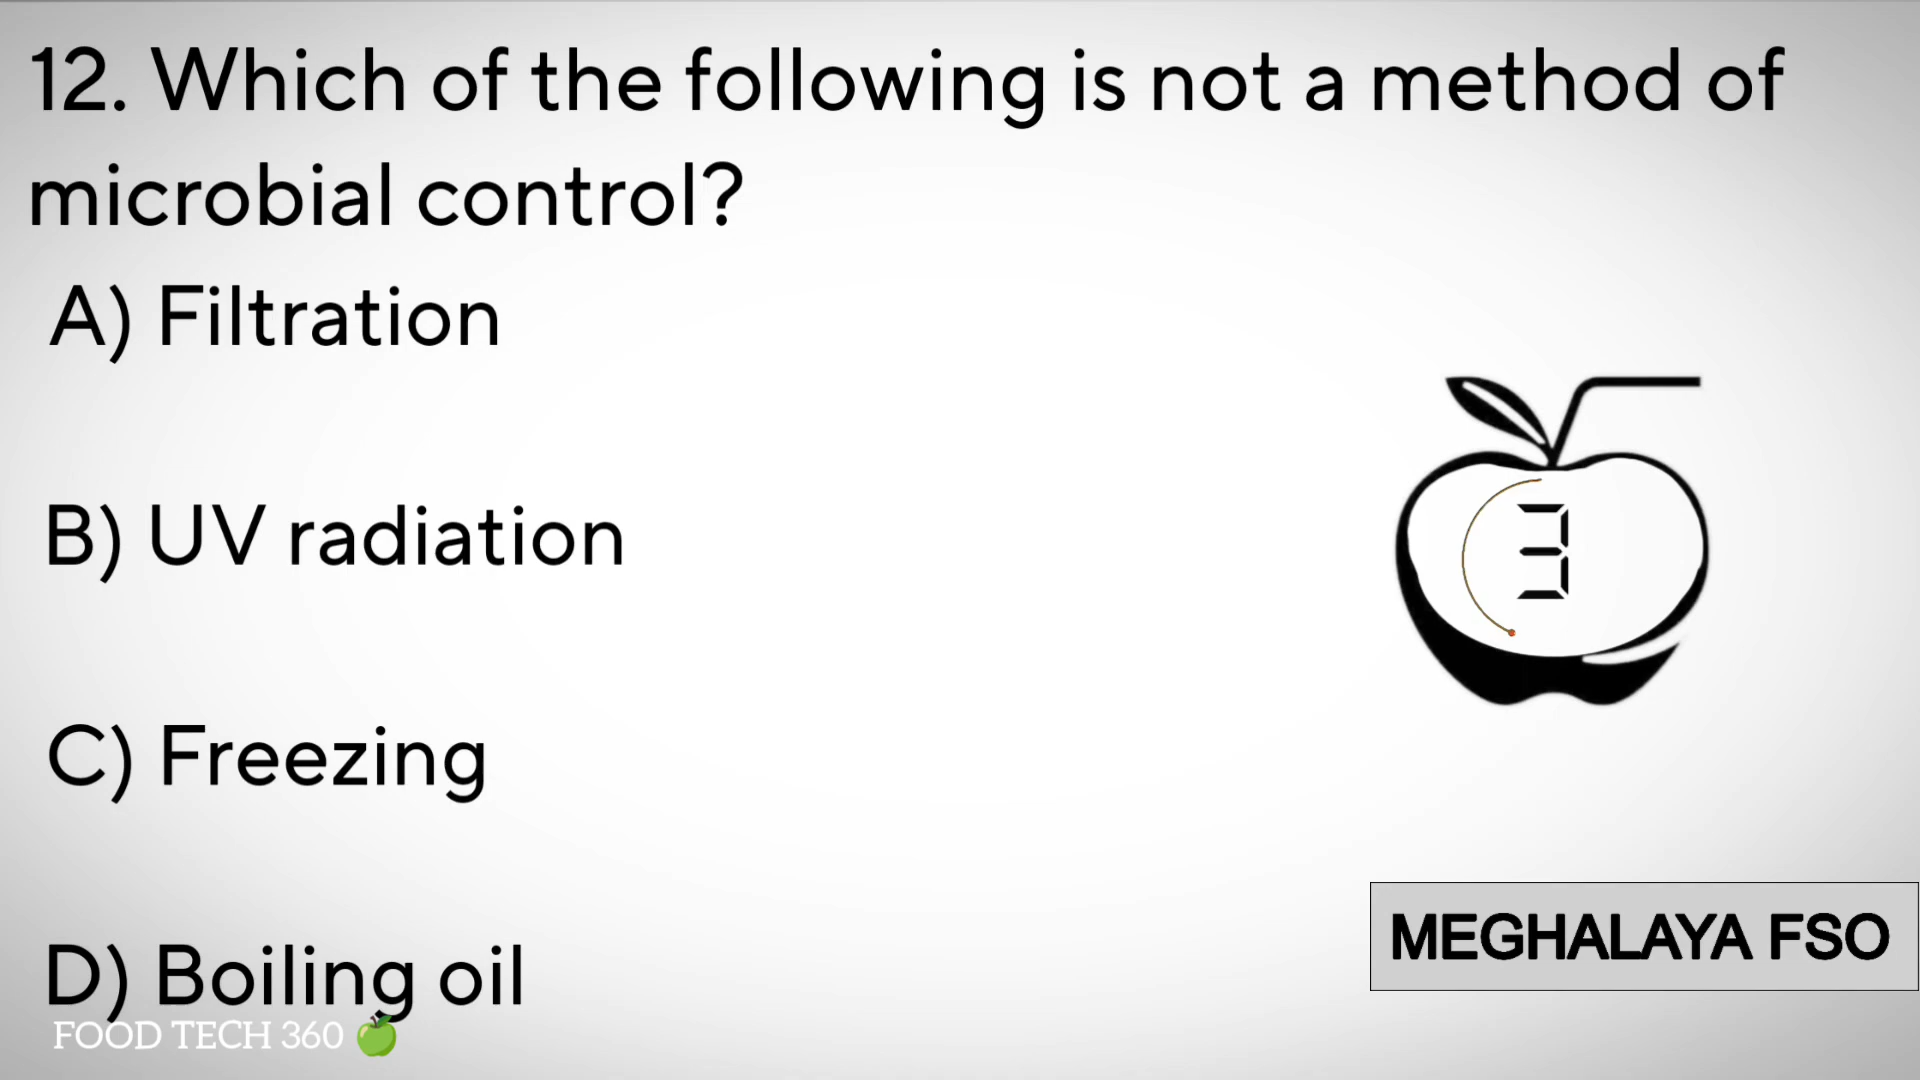 12. Which of the following is not a method of
microbial control?
A) Filtration
B) UV radiation
3
C) Freezing
MEGHALAYA FSO
D) Boiling oil
FOOD TECH 360